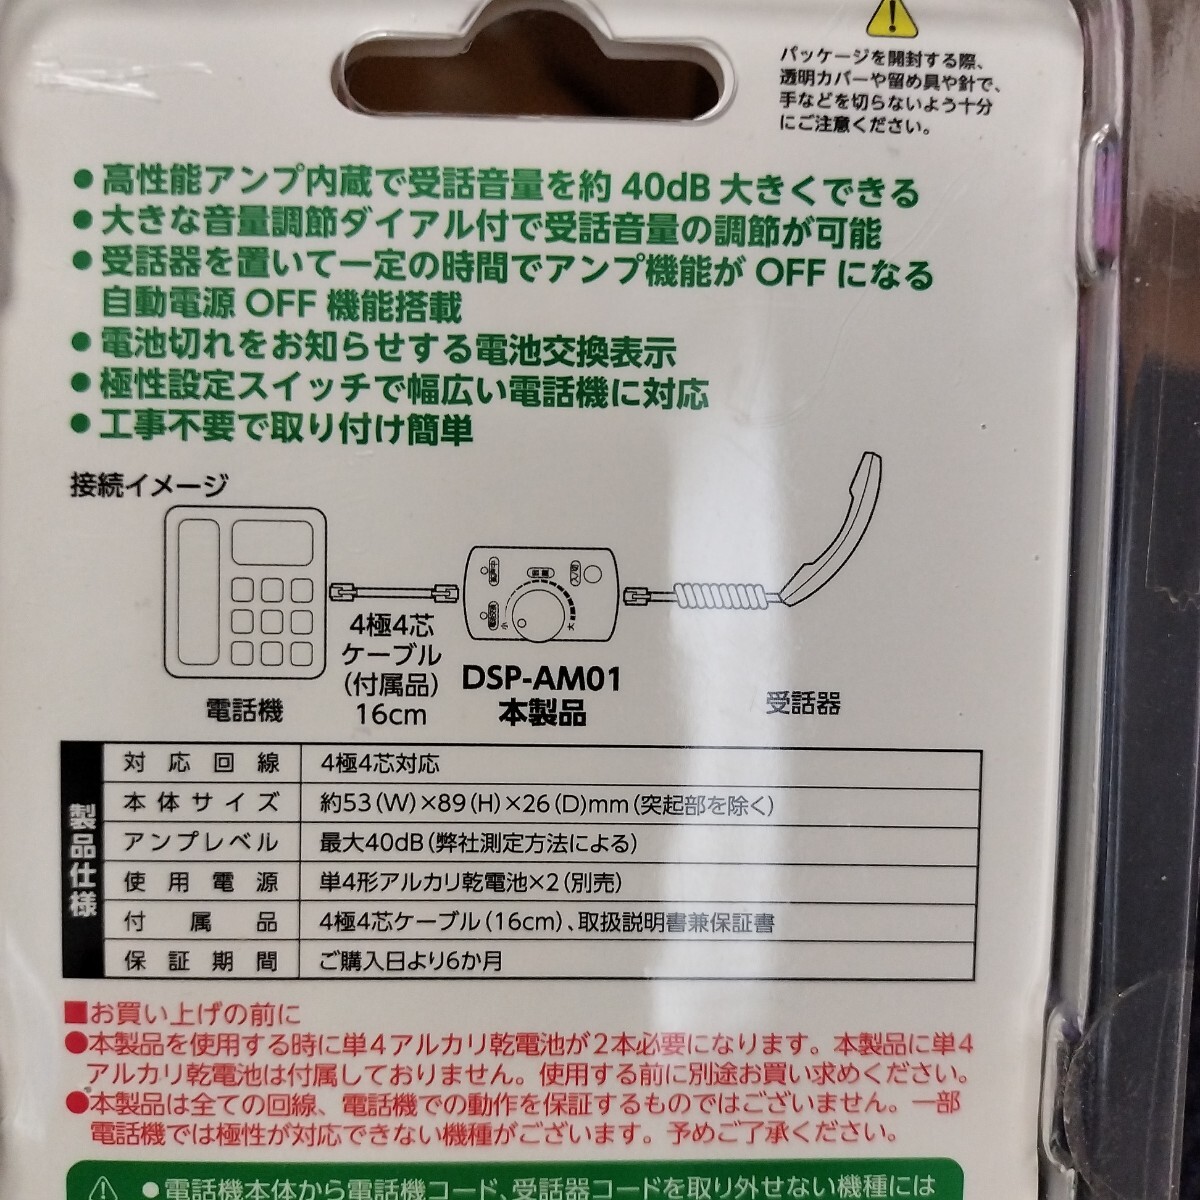 パッケージを開封する際、
透明カバーや留め具や針で、
手などを切らないよう十分
にご注意ください。
●高性能アンプ内蔵で受話音量を約 40dB 大きくできる
●大きな音量調節ダイアル付で受話音量の調節が可能
●受話器を置いて一定の時間でアンプ機能が OFF になる
自動電源 OFF 機能搭載
●電池切れをお知らせする電池交換表示
●極性設定スイッチで幅広い電話機に対応
●工事不要で取り付け簡単
接続イメージ
電話機
4極4芯
ケーブル
(付属品)
16cm
音量
入/切
電池交換
小
大
DSP-AM01
本製品
受話器
製品仕様
対応回線 4極4芯対応
本体サイズ 約53(W)×89(H)×26(D)mm(突起部を除く)
アンプレベル 最大40dB(弊社測定方法による)
使用電源 単4形アルカリ乾電池×2(別売)
付属品 4極4芯ケーブル(16cm)、取扱説明書兼保証書
保証期間 ご購入日より6か月
■お買い上げの前に
●本製品を使用する時に単4アルカリ乾電池が2本必要になります。本製品に単4
アルカリ乾電池は付属しておりません。使用する前に別途お買い求めください。
●本製品は全ての回線、電話機での動作を保証するものではございません。一部
電話機では極性が対応できない機種がございます。予めご了承ください。
●電話機本体から電話機コード、受話器コードを取り外せない機種には